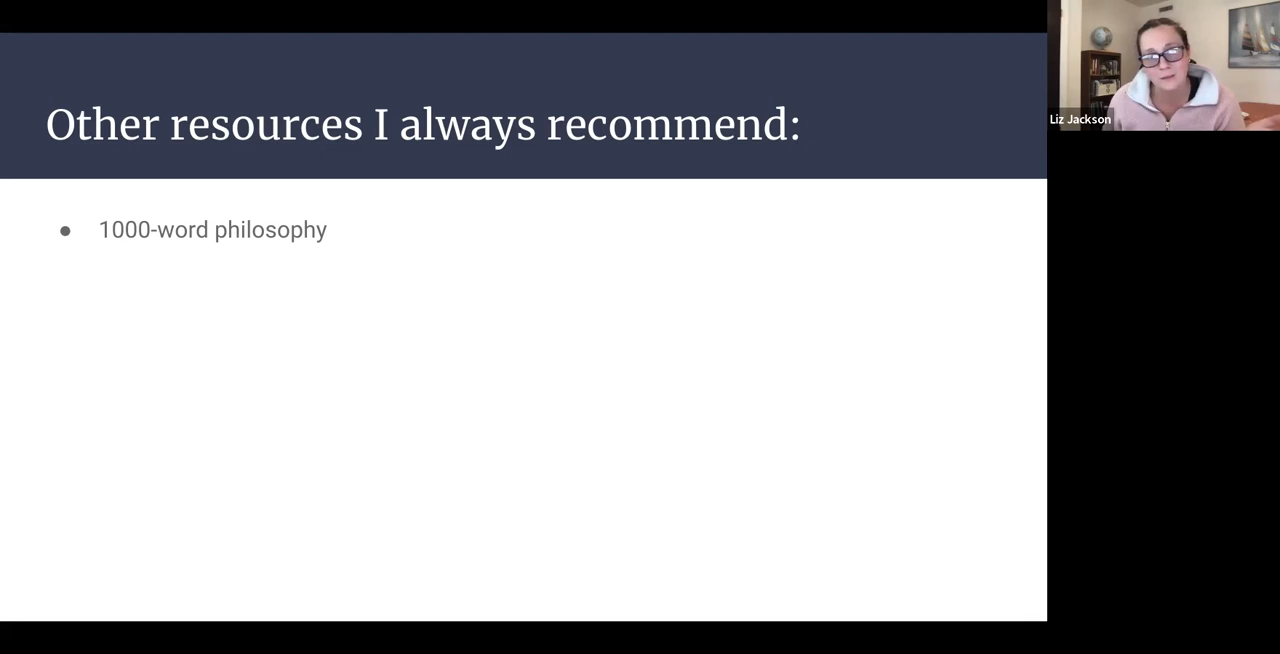 Other resources I always recommend:
● 1000-word philosophy
Liz Jackson